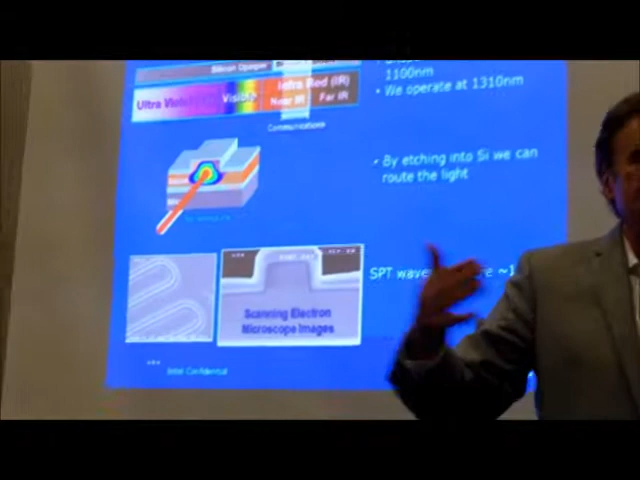 Silicon Opaque
1100nm
Ultra Violet
Visible
Infra Red (IR)
Near IR
Far IR
• We operate at 1310nm
Communications
• By etching into Si we can
route the light
SPT
Scanning Electron
Microscope Images
Intel Confidential